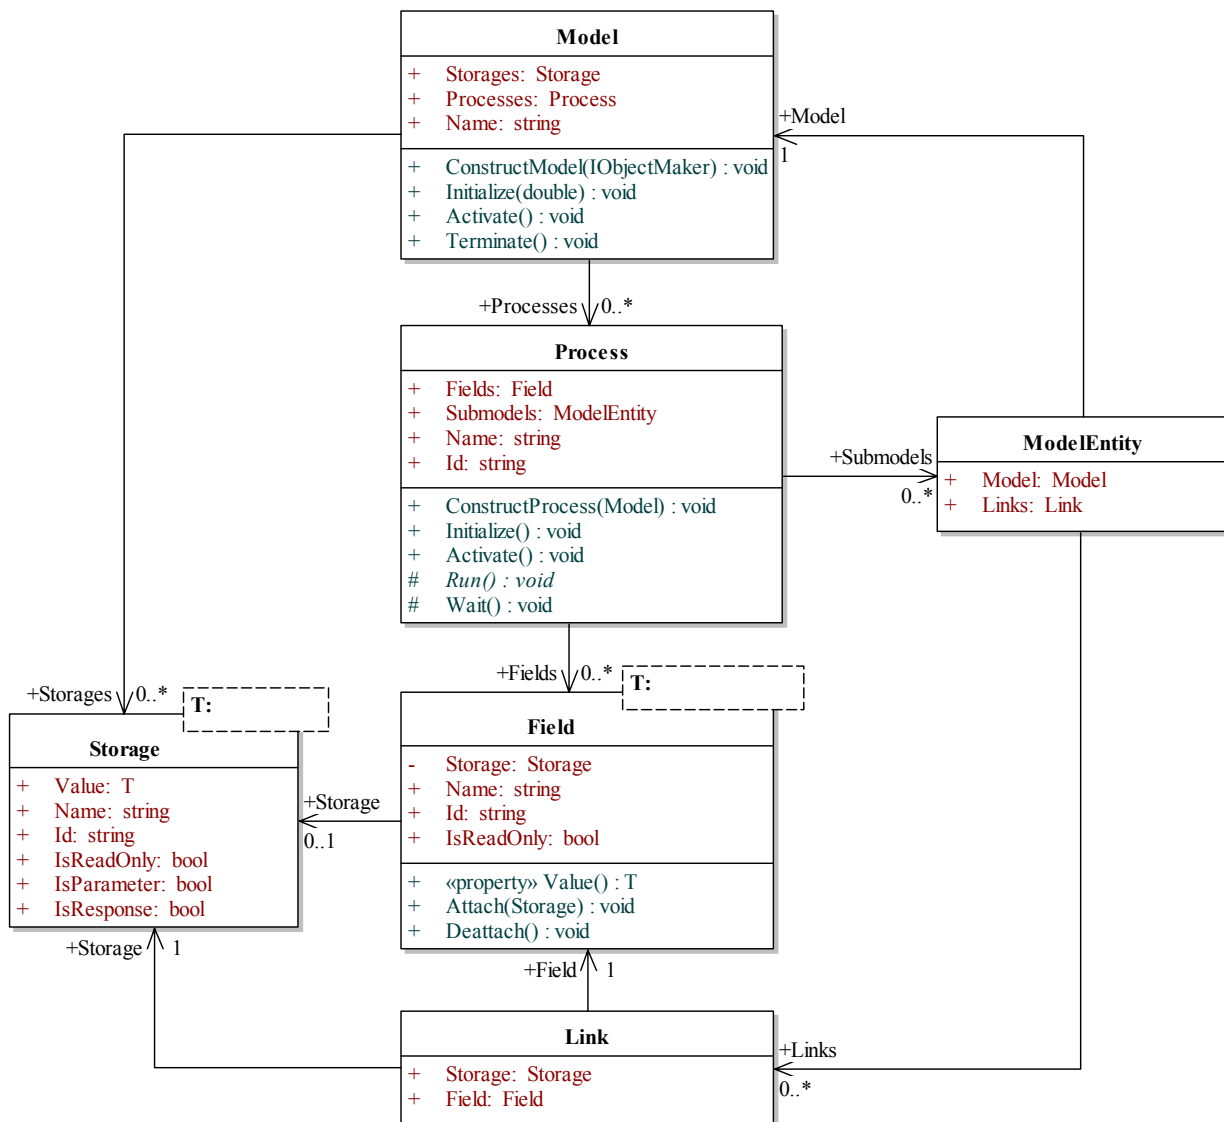 Model
+ Storages: Storage
+ Processes: Process
+ Name: string
+ ConstructModel(IObjectMaker) : void
+ Initialize(double) : void
+ Activate() : void
+ Terminate() : void
+Model
1
+Processes 0..*
Process
+ Fields: Field
+ Submodels: ModelEntity
+ Name: string
+ Id: string
+ ConstructProcess(Model) : void
+ Initialize() : void
+ Activate() : void
# Run() : void
# Wait() : void
+Submodels
0..*
ModelEntity
+ Model: Model
+ Links: Link
+Storages 0..*
T:
Storage
+ Value: T
+ Name: string
+ Id: string
+ IsReadOnly: bool
+ IsParameter: bool
+ IsResponse: bool
+Fields 0..*
T:
Field
- Storage: Storage
+ Name: string
+ Id: string
+ IsReadOnly: bool
+ «property» Value() : T
+ Attach(Storage) : void
+ Deattach() : void
+Storage
0..1
+Storage 1
+Field 1
Link
+ Storage: Storage
+ Field: Field
+Links
0..*